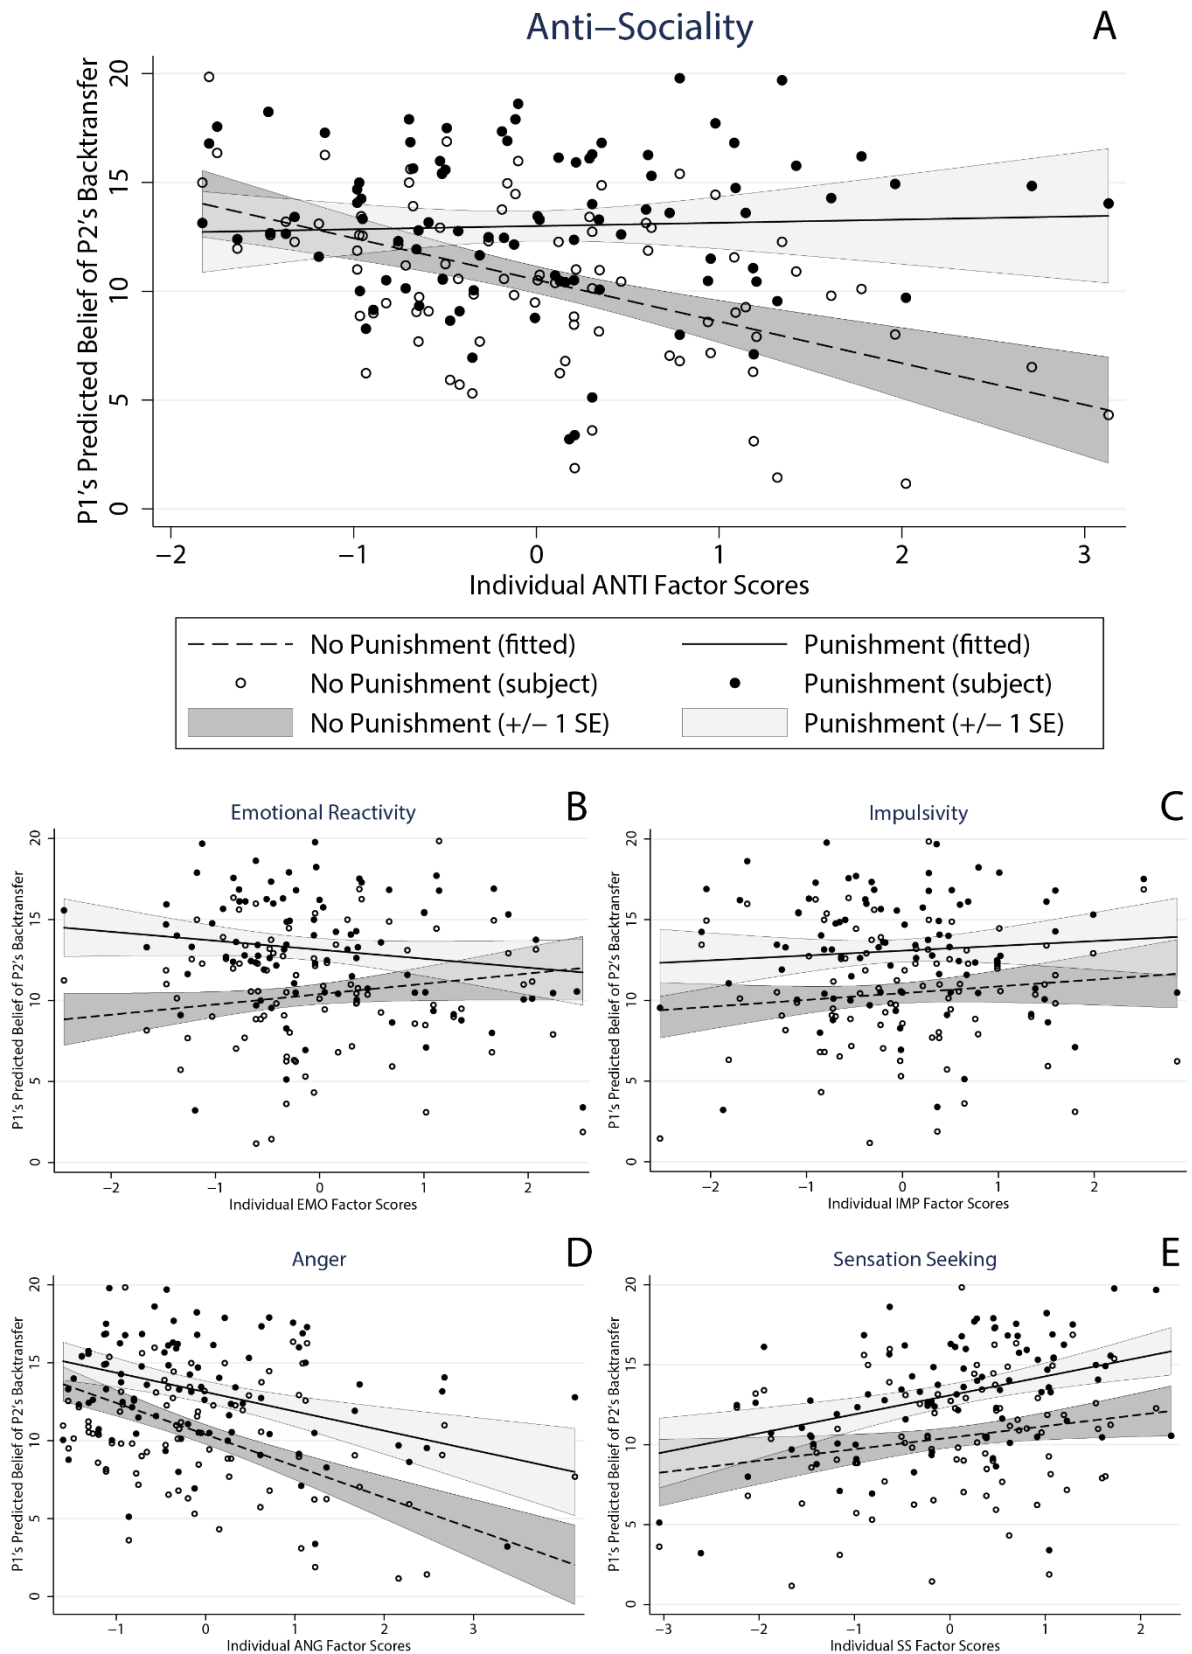 Anti−Sociality
A
P1's Predicted Belief of P2's Backtransfer
20
15
10
5
0
−2 −1 0 1 2 3
Individual ANTI Factor Scores
No Punishment (fitted) Punishment (fitted)
No Punishment (subject) Punishment (subject)
No Punishment (+/− 1 SE) Punishment (+/− 1 SE)
Emotional Reactivity
B
P1's Predicted Belief of P2's Backtransfer
20
15
10
5
0
−2 −1 0 1 2
Individual EMO Factor Scores
Impulsivity
C
P1's Predicted Belief of P2's Backtransfer
20
15
10
5
0
−2 −1 0 1 2
Individual IMP Factor Scores
Anger
D
P1's Predicted Belief of P2's Backtransfer
20
15
10
5
0
−1 0 1 2 3
Individual ANG Factor Scores
Sensation Seeking
E
P1's Predicted Belief of P2's Backtransfer
20
15
10
5
0
−3 −2 −1 0 1 2
Individual SS Factor Scores